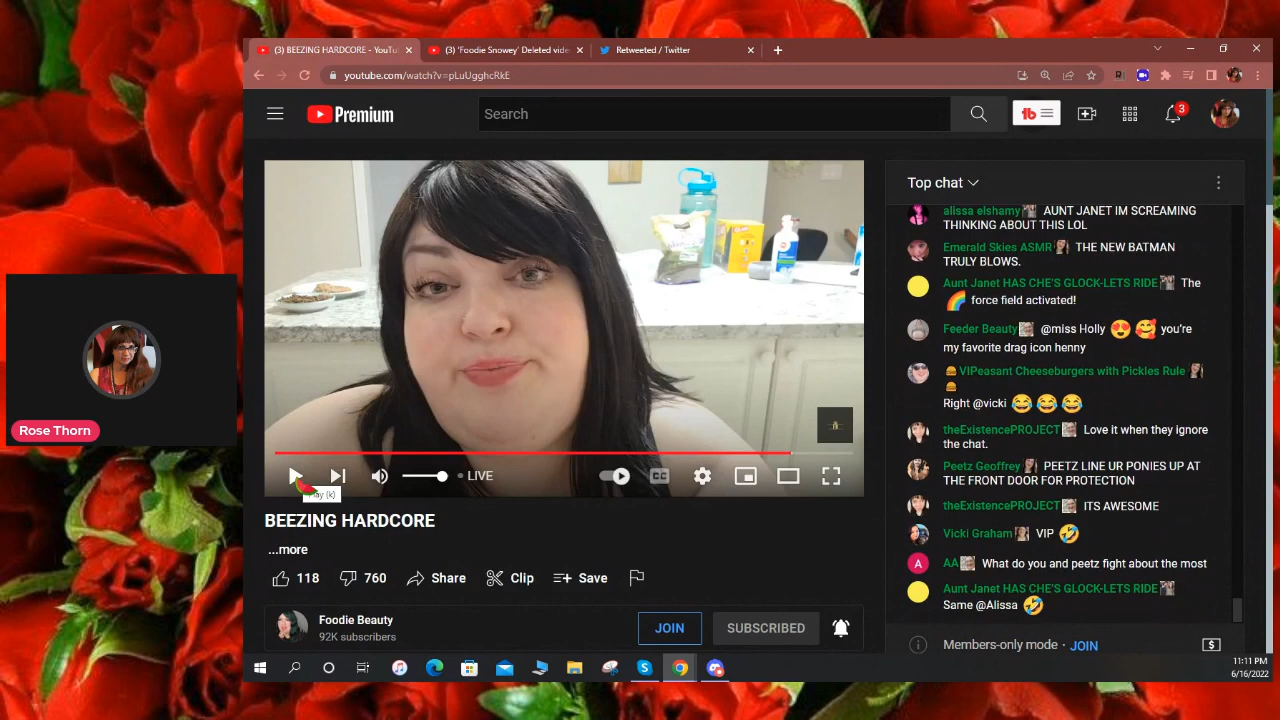 (3) BEEZING HARDCORE - YouTu
(3) 'Foodie Snowey' Deleted vide
Retweeted / Twitter
youtube.com/watch?v=pLuUgghcRkE
Premium
Search
3
Top chat
alissa elshamy AUNT JANET IM SCREAMING
THINKING ABOUT THIS LOL
Emerald Skies ASMR THE NEW BATMAN
TRULY BLOWS.
Aunt Janet HAS CHE'S GLOCK-LETS RIDE The
🌈 force field activated!
Feeder Beauty @miss Holly 😍 🥰 you're
my favorite drag icon henny
🍔VIPeasant Cheeseburgers with Pickles Rule
🍔
Right @vicki 😂 😂 😂
theExistencePROJECT Love it when they ignore
the chat.
Peetz Geoffrey PEETZ LINE UR PONIES UP AT
THE FRONT DOOR FOR PROTECTION
theExistencePROJECT ITS AWESOME
Vicki Graham VIP 🤣
A AA What do you and peetz fight about the most
Aunt Janet HAS CHE'S GLOCK-LETS RIDE
Same @Alissa 🤣
Members-only mode · JOIN
Rose Thorn
LIVE
CC
Play (k)
BEEZING HARDCORE
...more
118
760
Share
Clip
Save
Foodie Beauty
92K subscribers
JOIN
SUBSCRIBED
11:11 PM
6/16/2022